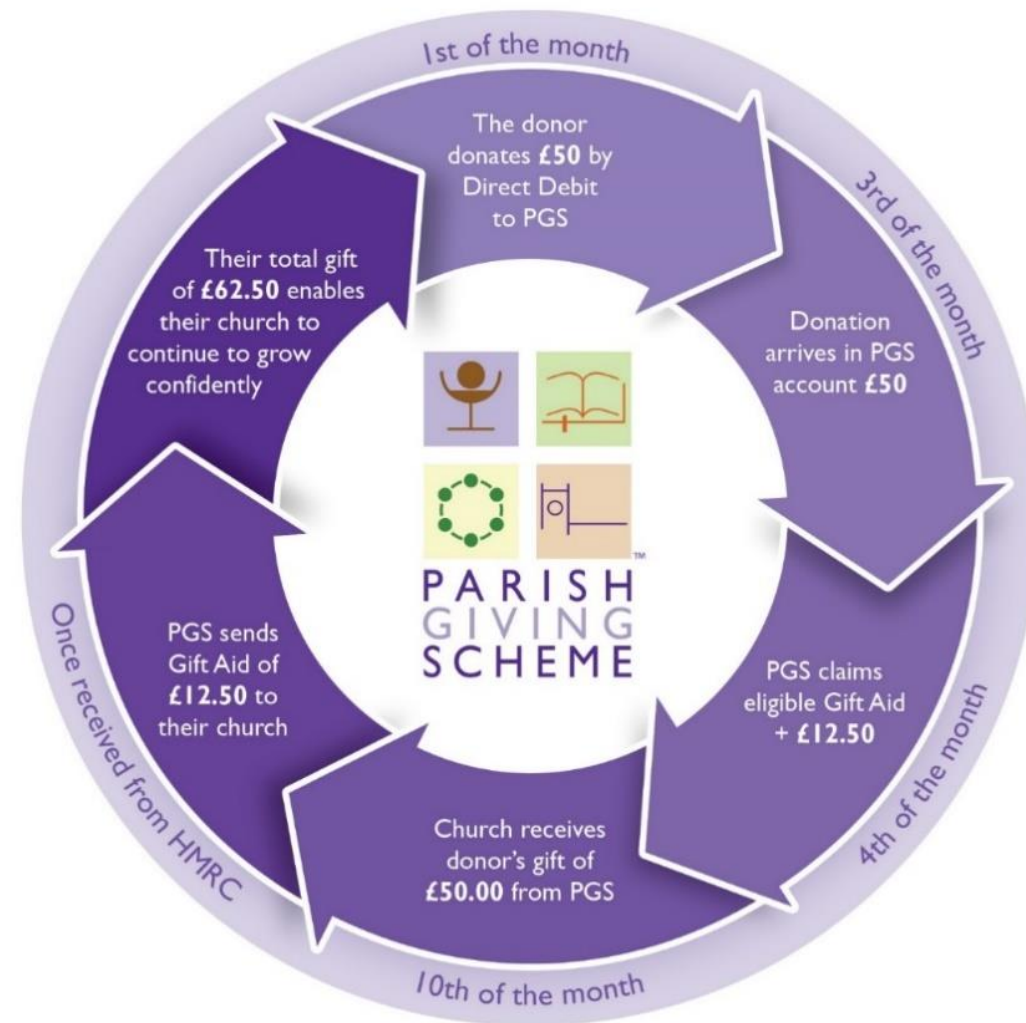 1st of the month
The donor
donates £50 by
Direct Debit
to PGS
3rd of the month
Donation
arrives in PGS
account £50
4th of the month
PGS claims
eligible Gift Aid
+ £12.50
10th of the month
Church receives
donor's gift of
£50.00 from PGS
Once received from HMRC
PGS sends
Gift Aid of
£12.50 to
their church
Their total gift
of £62.50 enables
their church to
continue to grow
confidently
TM
PARISH
GIVING
SCHEME